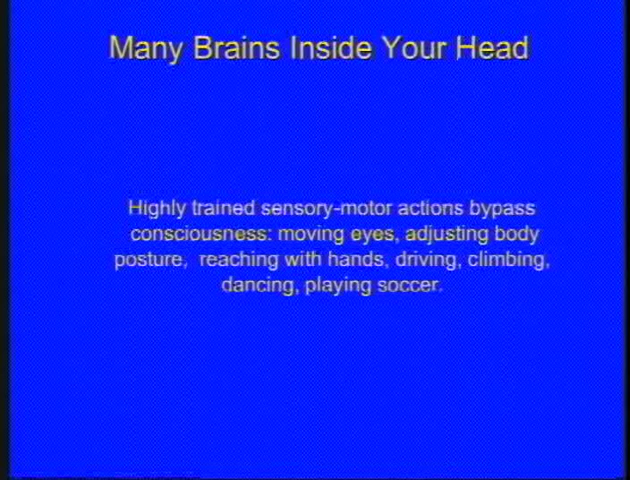 Many Brains Inside Your Head
Highly trained sensory-motor actions bypass
consciousness: moving eyes, adjusting body
posture,  reaching with hands, driving, climbing,
dancing, playing soccer.